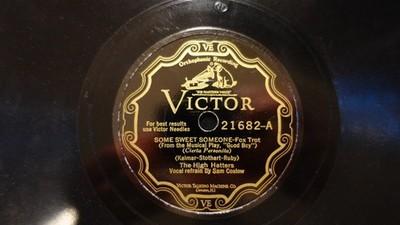 VE
Orthophonic Recording
"HIS MASTER'S VOICE"
VICTOR
For best results
use Victor Needles
21682-A
SOME SWEET SOMEONE-Fox Trot
(From the Musical Play, "Good Boy")
(Cierta Personita)
(Kalmar-Stothart-Ruby)
The High Hatters
Vocal refrain By Sam Coslow
VICTOR TALKING MACHINE CO.
Camden, N.J.
VE